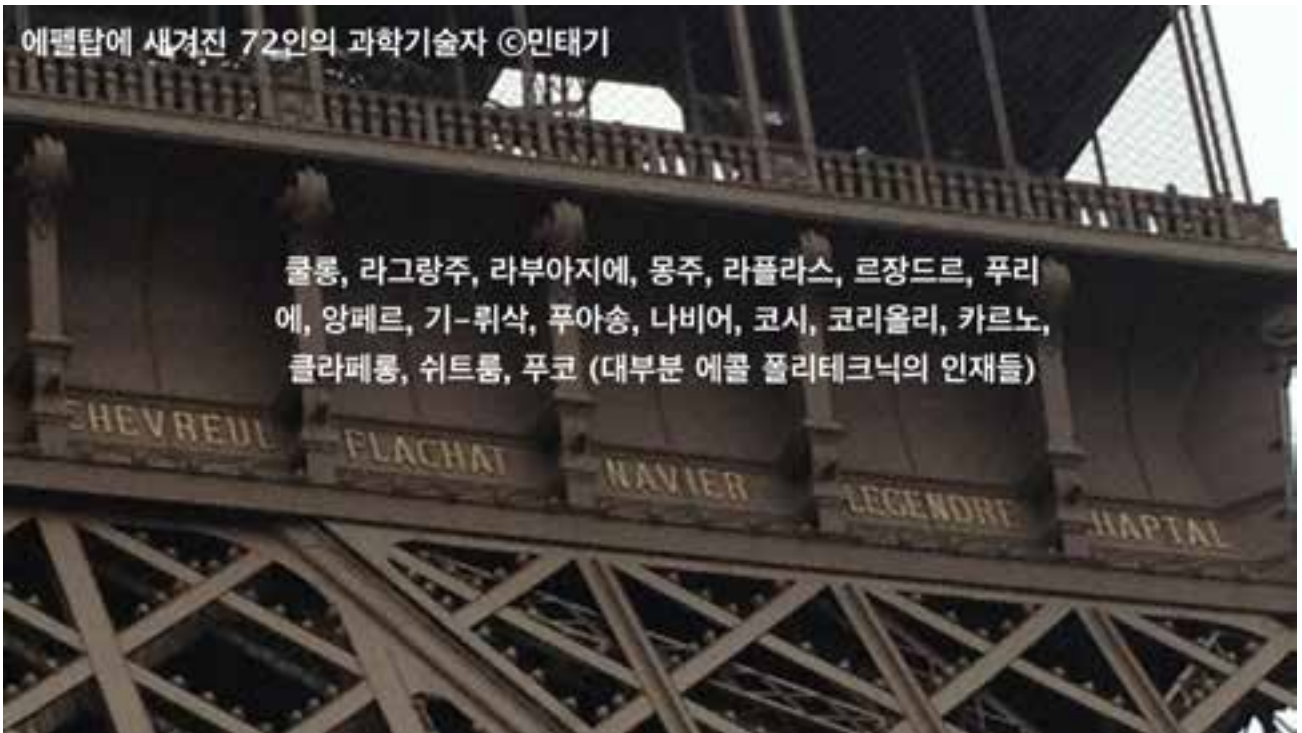 에펠탑에 새겨진 72인의 과학기술자 ©민태기
쿨롱, 라그랑주, 라부아지에, 몽주, 라플라스, 르장드르, 푸리
에, 앙페르, 기-뤼삭, 푸아송, 나비어, 코시, 코리올리, 카르노,
클라페롱, 쉬트룸, 푸코 (대부분 에콜 폴리테크닉의 인재들)
CHEVREUL FLACHAT NAVIER LEGENDRE CHAPTAL